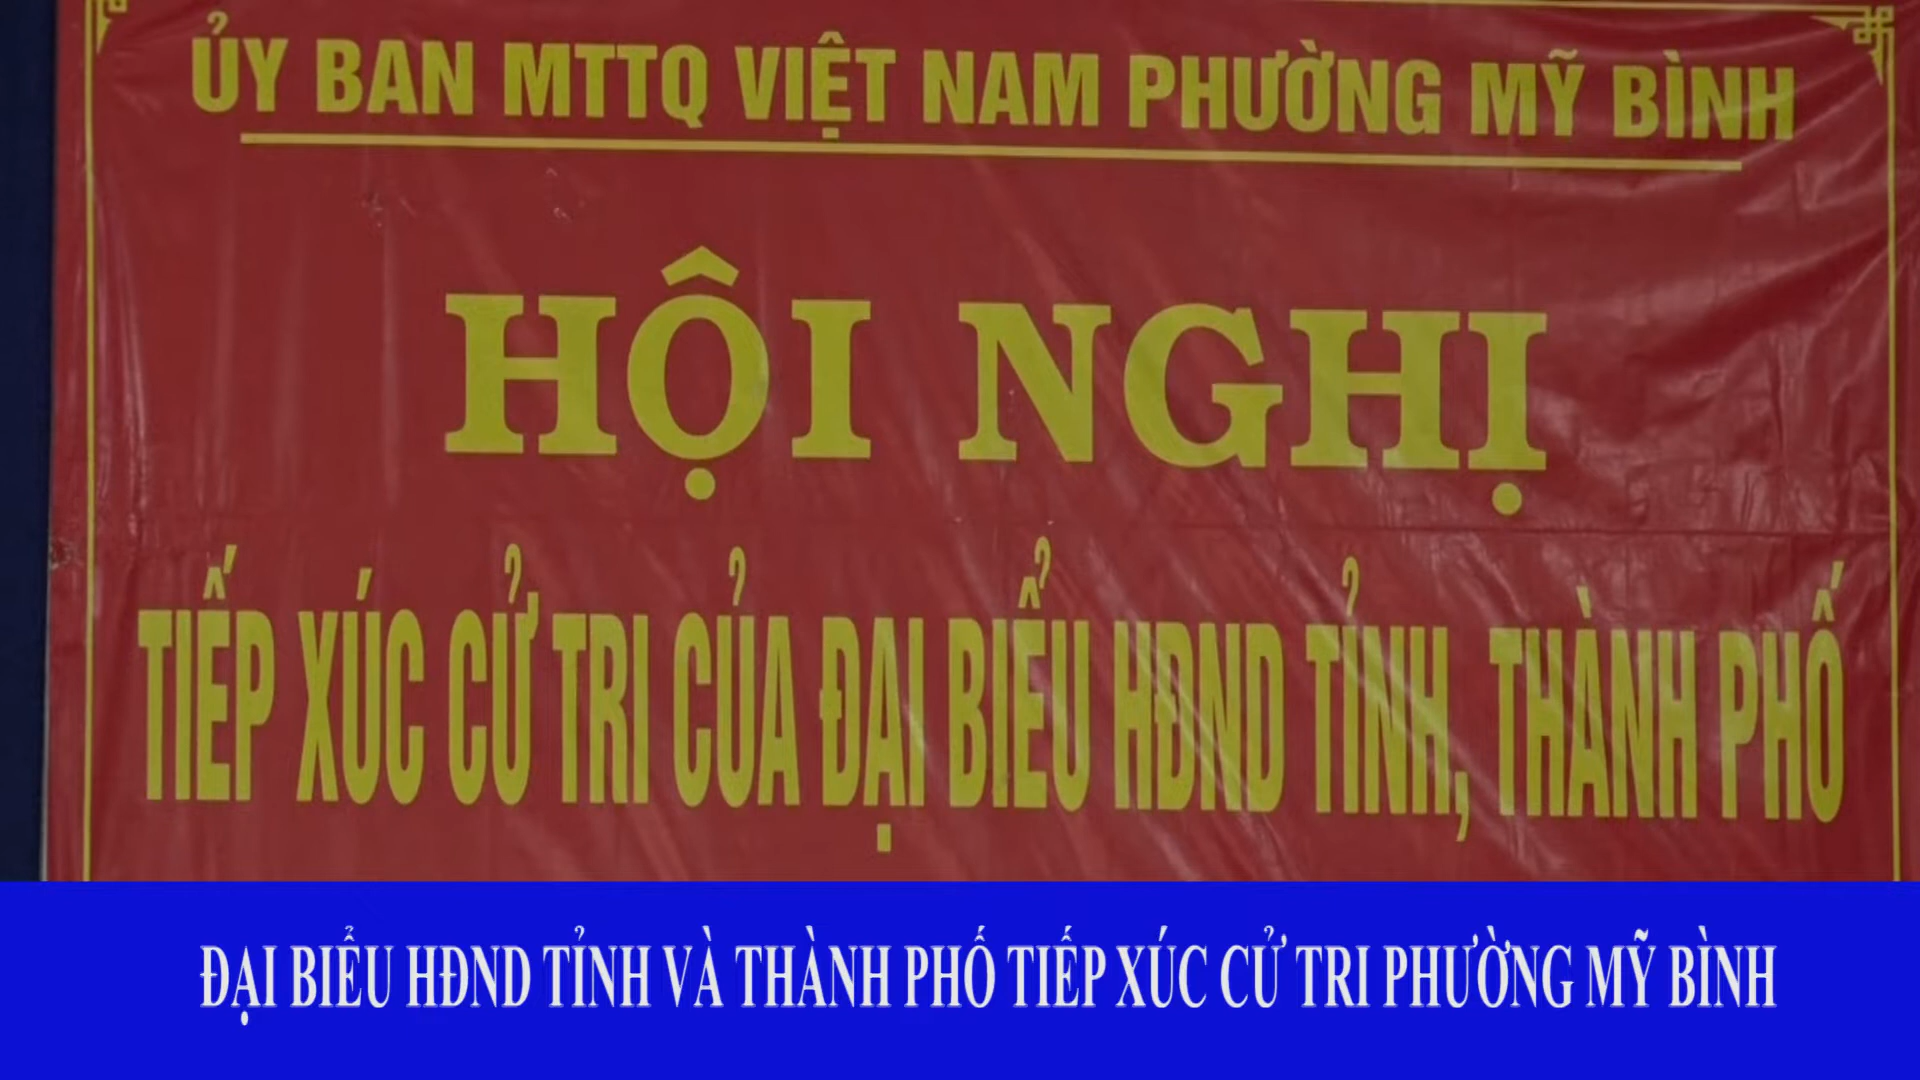 ỦY BAN MTTQ VIỆT NAM PHƯỜNG MỸ BÌNH
HỘI NGHỊ
TIẾP XÚC CỬ TRI CỦA ĐẠI BIỂU HĐND TỈNH, THÀNH PHỐ
ĐẠI BIỂU HĐND TỈNH VÀ THÀNH PHỐ TIẾP XÚC CỬ TRI PHƯỜNG MỸ BÌNH